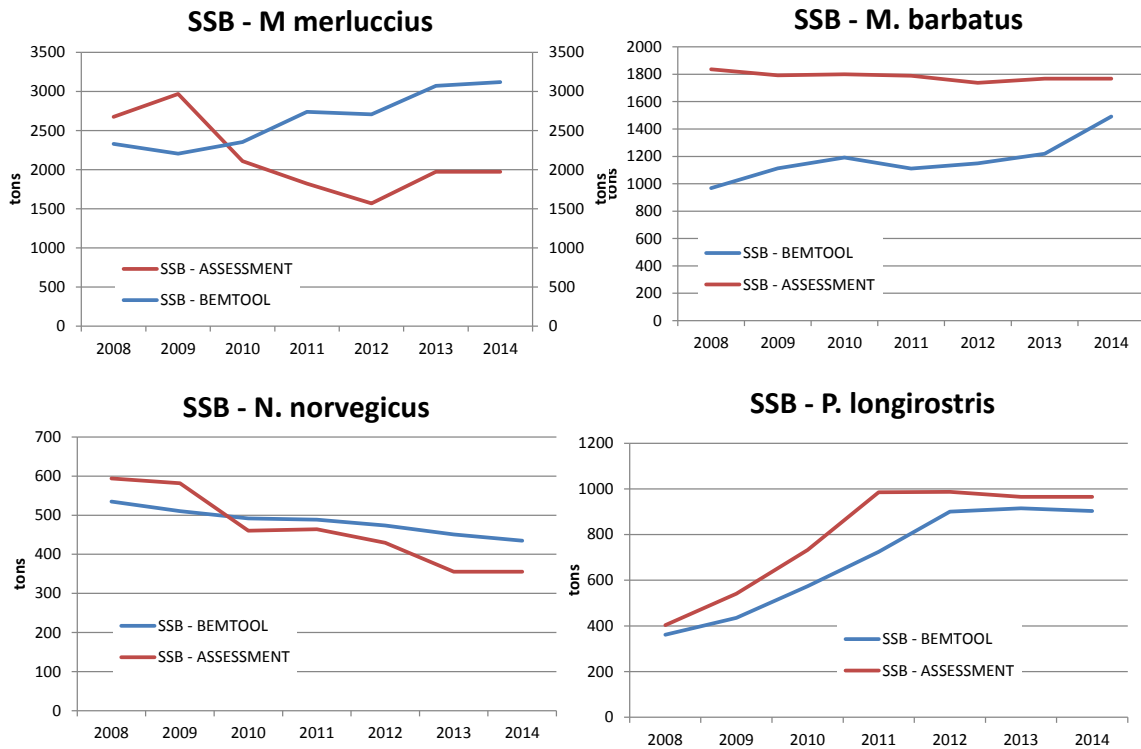 SSB - M merluccius
3500
3000
2500
2000
1500
1000
500
0
tons
3500
3000
2500
2000
1500
1000
500
0
SSB - ASSESSMENT
SSB - BEMTOOL
2008 2009 2010 2011 2012 2013 2014
SSB - M. barbatus
2000
1800
1600
1400
1200
1000
800
600
400
200
0
tons
tons
SSB - BEMTOOL
SSB - ASSESSMENT
2008 2009 2010 2011 2012 2013 2014
SSB - N. norvegicus
700
600
500
400
300
200
100
0
tons
SSB - BEMTOOL
SSB - ASSESSMENT
2008 2009 2010 2011 2012 2013 2014
SSB - P. longirostris
1200
1000
800
600
400
200
0
tons
SSB - BEMTOOL
SSB - ASSESSMENT
2008 2009 2010 2011 2012 2013 2014